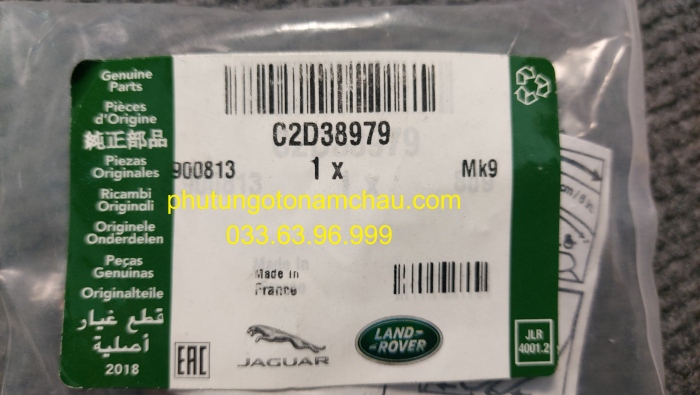 Genuine
Parts
Pièces
d'Origine
純正部品
Piezas
Originales
Ricambi
Originali
Originele
Onderdelen
Peças
Genuínas
Originalteile
قطع غيار
أصلية
2018
C2D38979
900813
1 x
Mk9
phutungotonamchau.com
033.63.96.999
Made in
France
EAC
JAGUAR
LAND-
-ROVER
JLR
4001.2